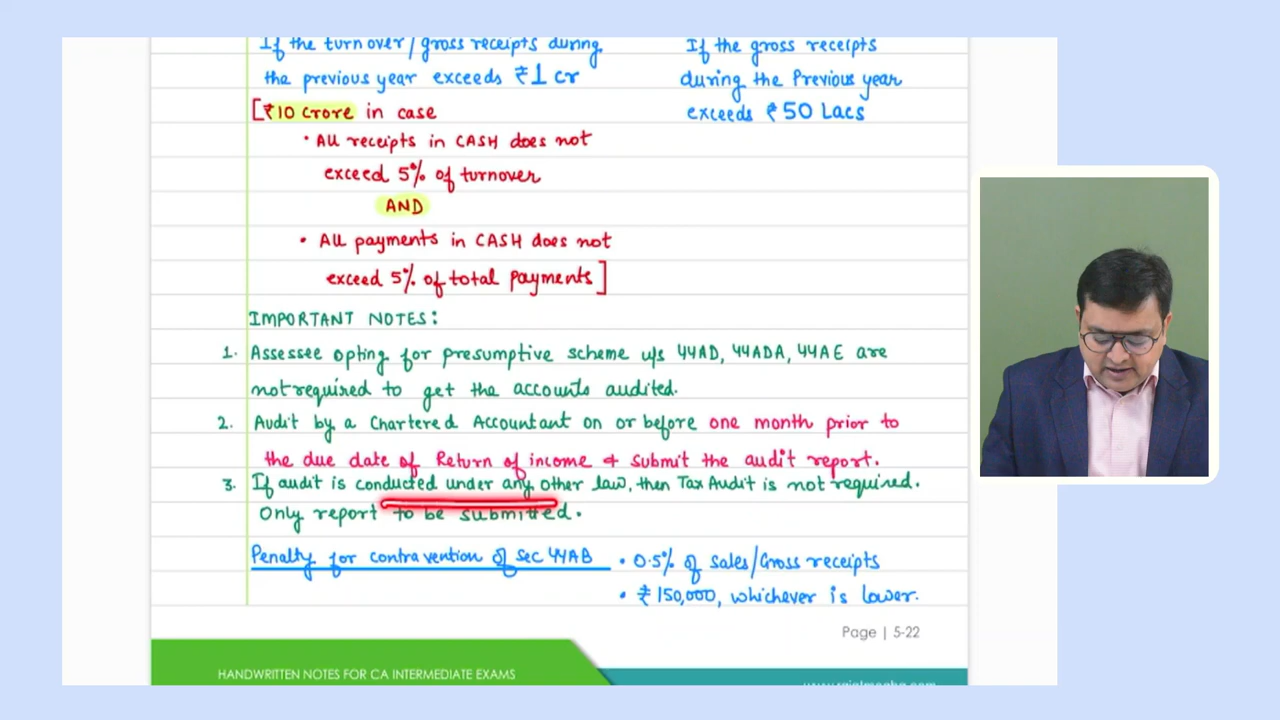 If the turnover/gross receipts during
the previous year exceeds ₹1 cr
[₹10 crore in case
• All receipts in CASH does not
exceed 5% of turnover
AND
• All payments in CASH does not
exceed 5% of total payments]
If the gross receipts
during the Previous year
exceeds ₹50 Lacs
IMPORTANT NOTES:
1. Assessee opting for presumptive scheme u/s 44AD, 44ADA, 44AE are
not required to get the accounts audited.
2. Audit by a Chartered Accountant on or before one month prior to
the due date of Return of income & submit the audit report.
3. If audit is conducted under any other law, then Tax Audit is not required.
Only report to be submitted.
Penalty for contravention of sec 44AB • 0.5% of sales/Gross receipts
• ₹150,000, whichever is lower.
Page | 5-22
HANDWRITTEN NOTES FOR CA INTERMEDIATE EXAMS